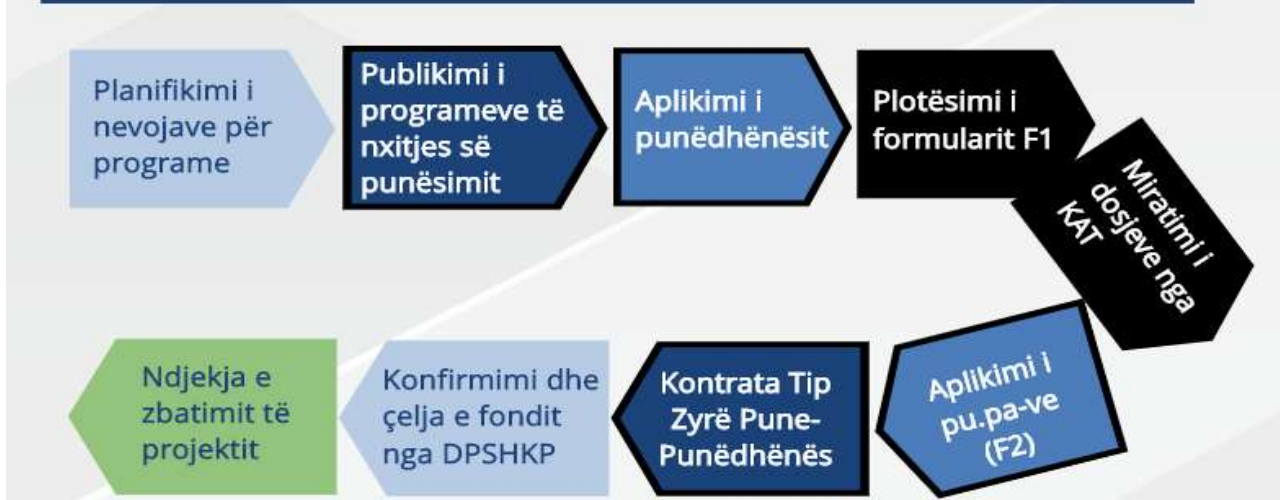 Planifikimi i
nevojave për
programe
Publikimi i
programeve të
nxitjes së
punësimit
Aplikimi i
punëdhënësit
Plotësimi i
formularit F1
Miratimi i
dosjeve nga
KAT
Aplikimi i
pu.pa-ve
(F2)
Kontrata Tip
Zyrë Pune-
Punëdhënës
Konfirmimi dhe
çelja e fondit
nga DPSHKP
Ndjekja e
zbatimit të
projektit